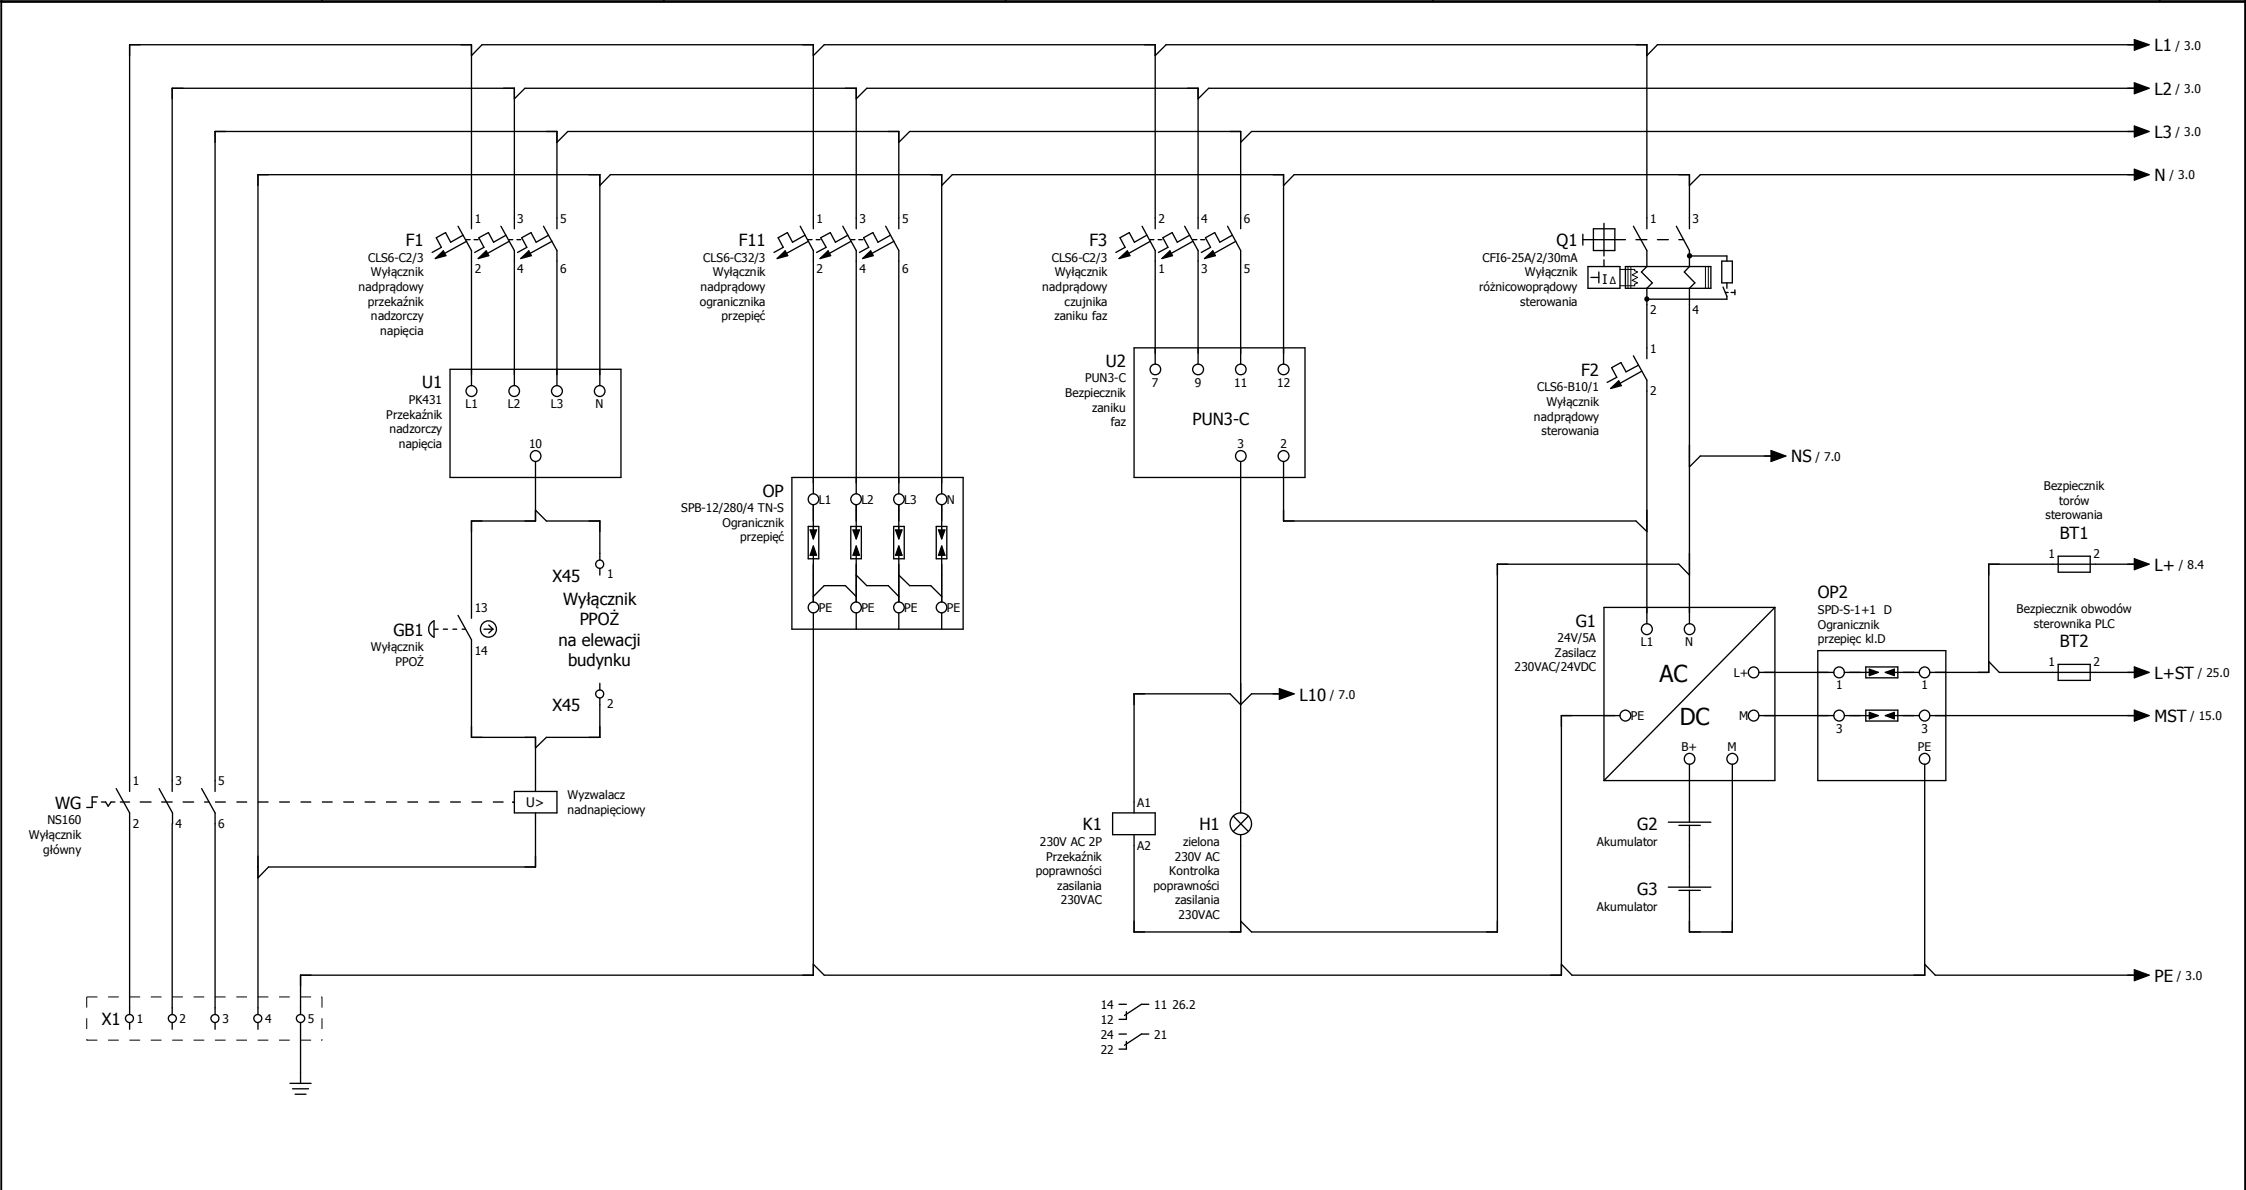 L1 / 3.0
L2 / 3.0
L3 / 3.0
N / 3.0
F1
CLS6-C2/3
Wyłącznik
nadprądowy
przekaźnik
nadzorczy
napięcia
1
3
5
2
4
6
F11
CLS6-C32/3
Wyłącznik
nadprądowy
ogranicznika
przepięć
1
3
5
2
4
6
F3
CLS6-C2/3
Wyłącznik
nadprądowy
czujnika
zaniku faz
2
4
6
1
3
5
Q1
CFI6-25A/2/30mA
Wyłącznik
różnicowoprądowy
sterowania
1
3
I Δ
2
4
F2
CLS6-B10/1
Wyłącznik
nadprądowy
sterowania
1
2
U1
PK431
Przekaźnik
nadzorczy
napięcia
L1
L2
L3
N
10
U2
PUN3-C
Bezpiecznik
zaniku
faz
7
9
11
12
PUN3-C
3
2
NS / 7.0
OP
SPB-12/280/4 TN-S
Ogranicznik
przepięć
L1
L2
L3
N
PE
PE
PE
PE
Bezpiecznik
torów
sterowania
BT1
1
2
L+ / 8.4
X45
1
Wyłącznik
PPOŻ
na elewacji
budynku
X45
2
GB1
Wyłącznik
PPOŻ
13
14
G1
24V/5A
Zasilacz
230VAC/24VDC
L1
N
AC
DC
L+
M
PE
B+
M
OP2
SPD-S-1+1 D
Ogranicznik
przepięc kl.D
1
1
3
3
PE
Bezpiecznik obwodów
sterownika PLC
BT2
1
2
L+ST / 25.0
MST / 15.0
L10 / 7.0
WG
NS160
Wyłącznik
główny
1
3
5
2
4
6
U>
Wyzwalacz
nadnapięciowy
K1
230V AC 2P
Przekaźnik
poprawności
zasilania
230VAC
A1
A2
H1
zielona
230V AC
Kontrolka
poprawności
zasilania
230VAC
G2
Akumulator
G3
Akumulator
PE / 3.0
X1
1
2
3
4
5
14
11 26.2
12
24
21
22